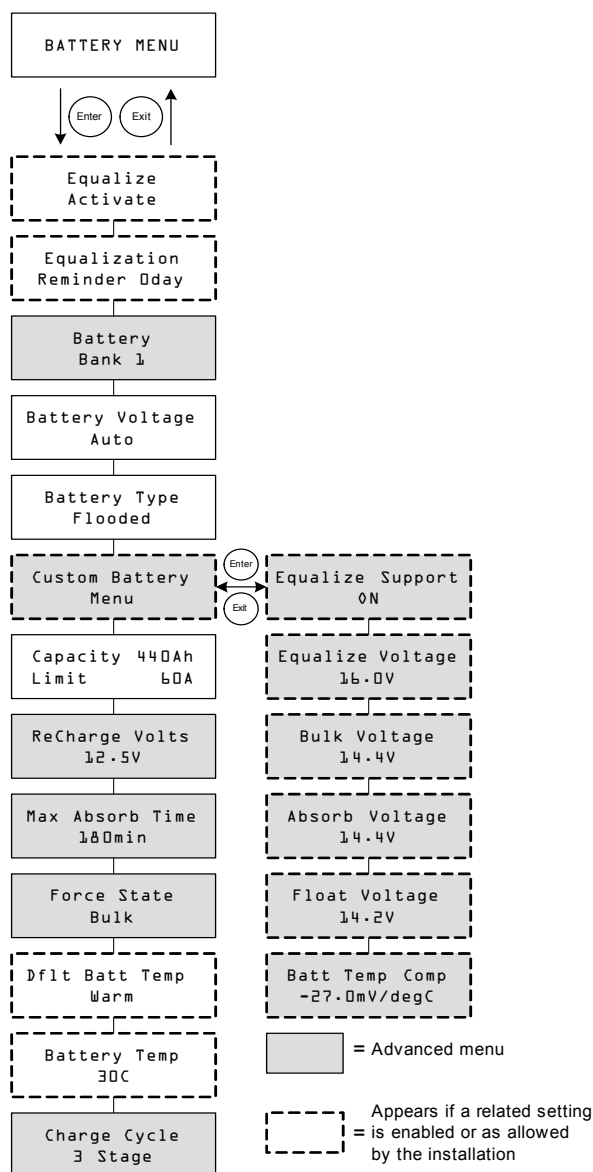 BATTERY MENU
Enter
Exit
Equalize
Activate
Equalization
Reminder 0day
Battery
Bank 1
Battery Voltage
Auto
Battery Type
Flooded
Custom Battery
Menu
Enter
Exit
Equalize Support
ON
Capacity 440Ah
Limit 60A
Equalize Voltage
16.0V
ReCharge Volts
12.5V
Bulk Voltage
14.4V
Max Absorb Time
180min
Absorb Voltage
14.4V
Force State
Bulk
Float Voltage
14.2V
Dflt Batt Temp
Warm
Batt Temp Comp
-27.0mV/degC
Battery Temp
30C
= Advanced menu
Charge Cycle
3 Stage
Appears if a related setting
= is enabled or as allowed
by the installation